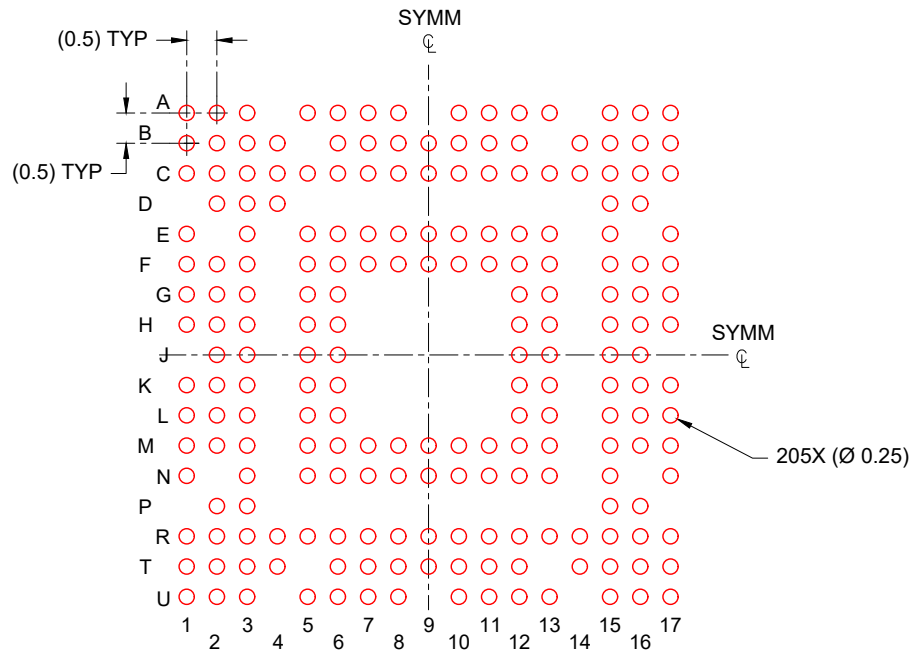 SYMM
℄
(0.5) TYP
A
B
(0.5) TYP
C
D
E
F
G
H
SYMM
J
℄
K
L
M
205X (Ø 0.25)
N
P
R
T
U
1 3 5 7 9 11 13 15 17
2 4 6 8 10 12 14 16